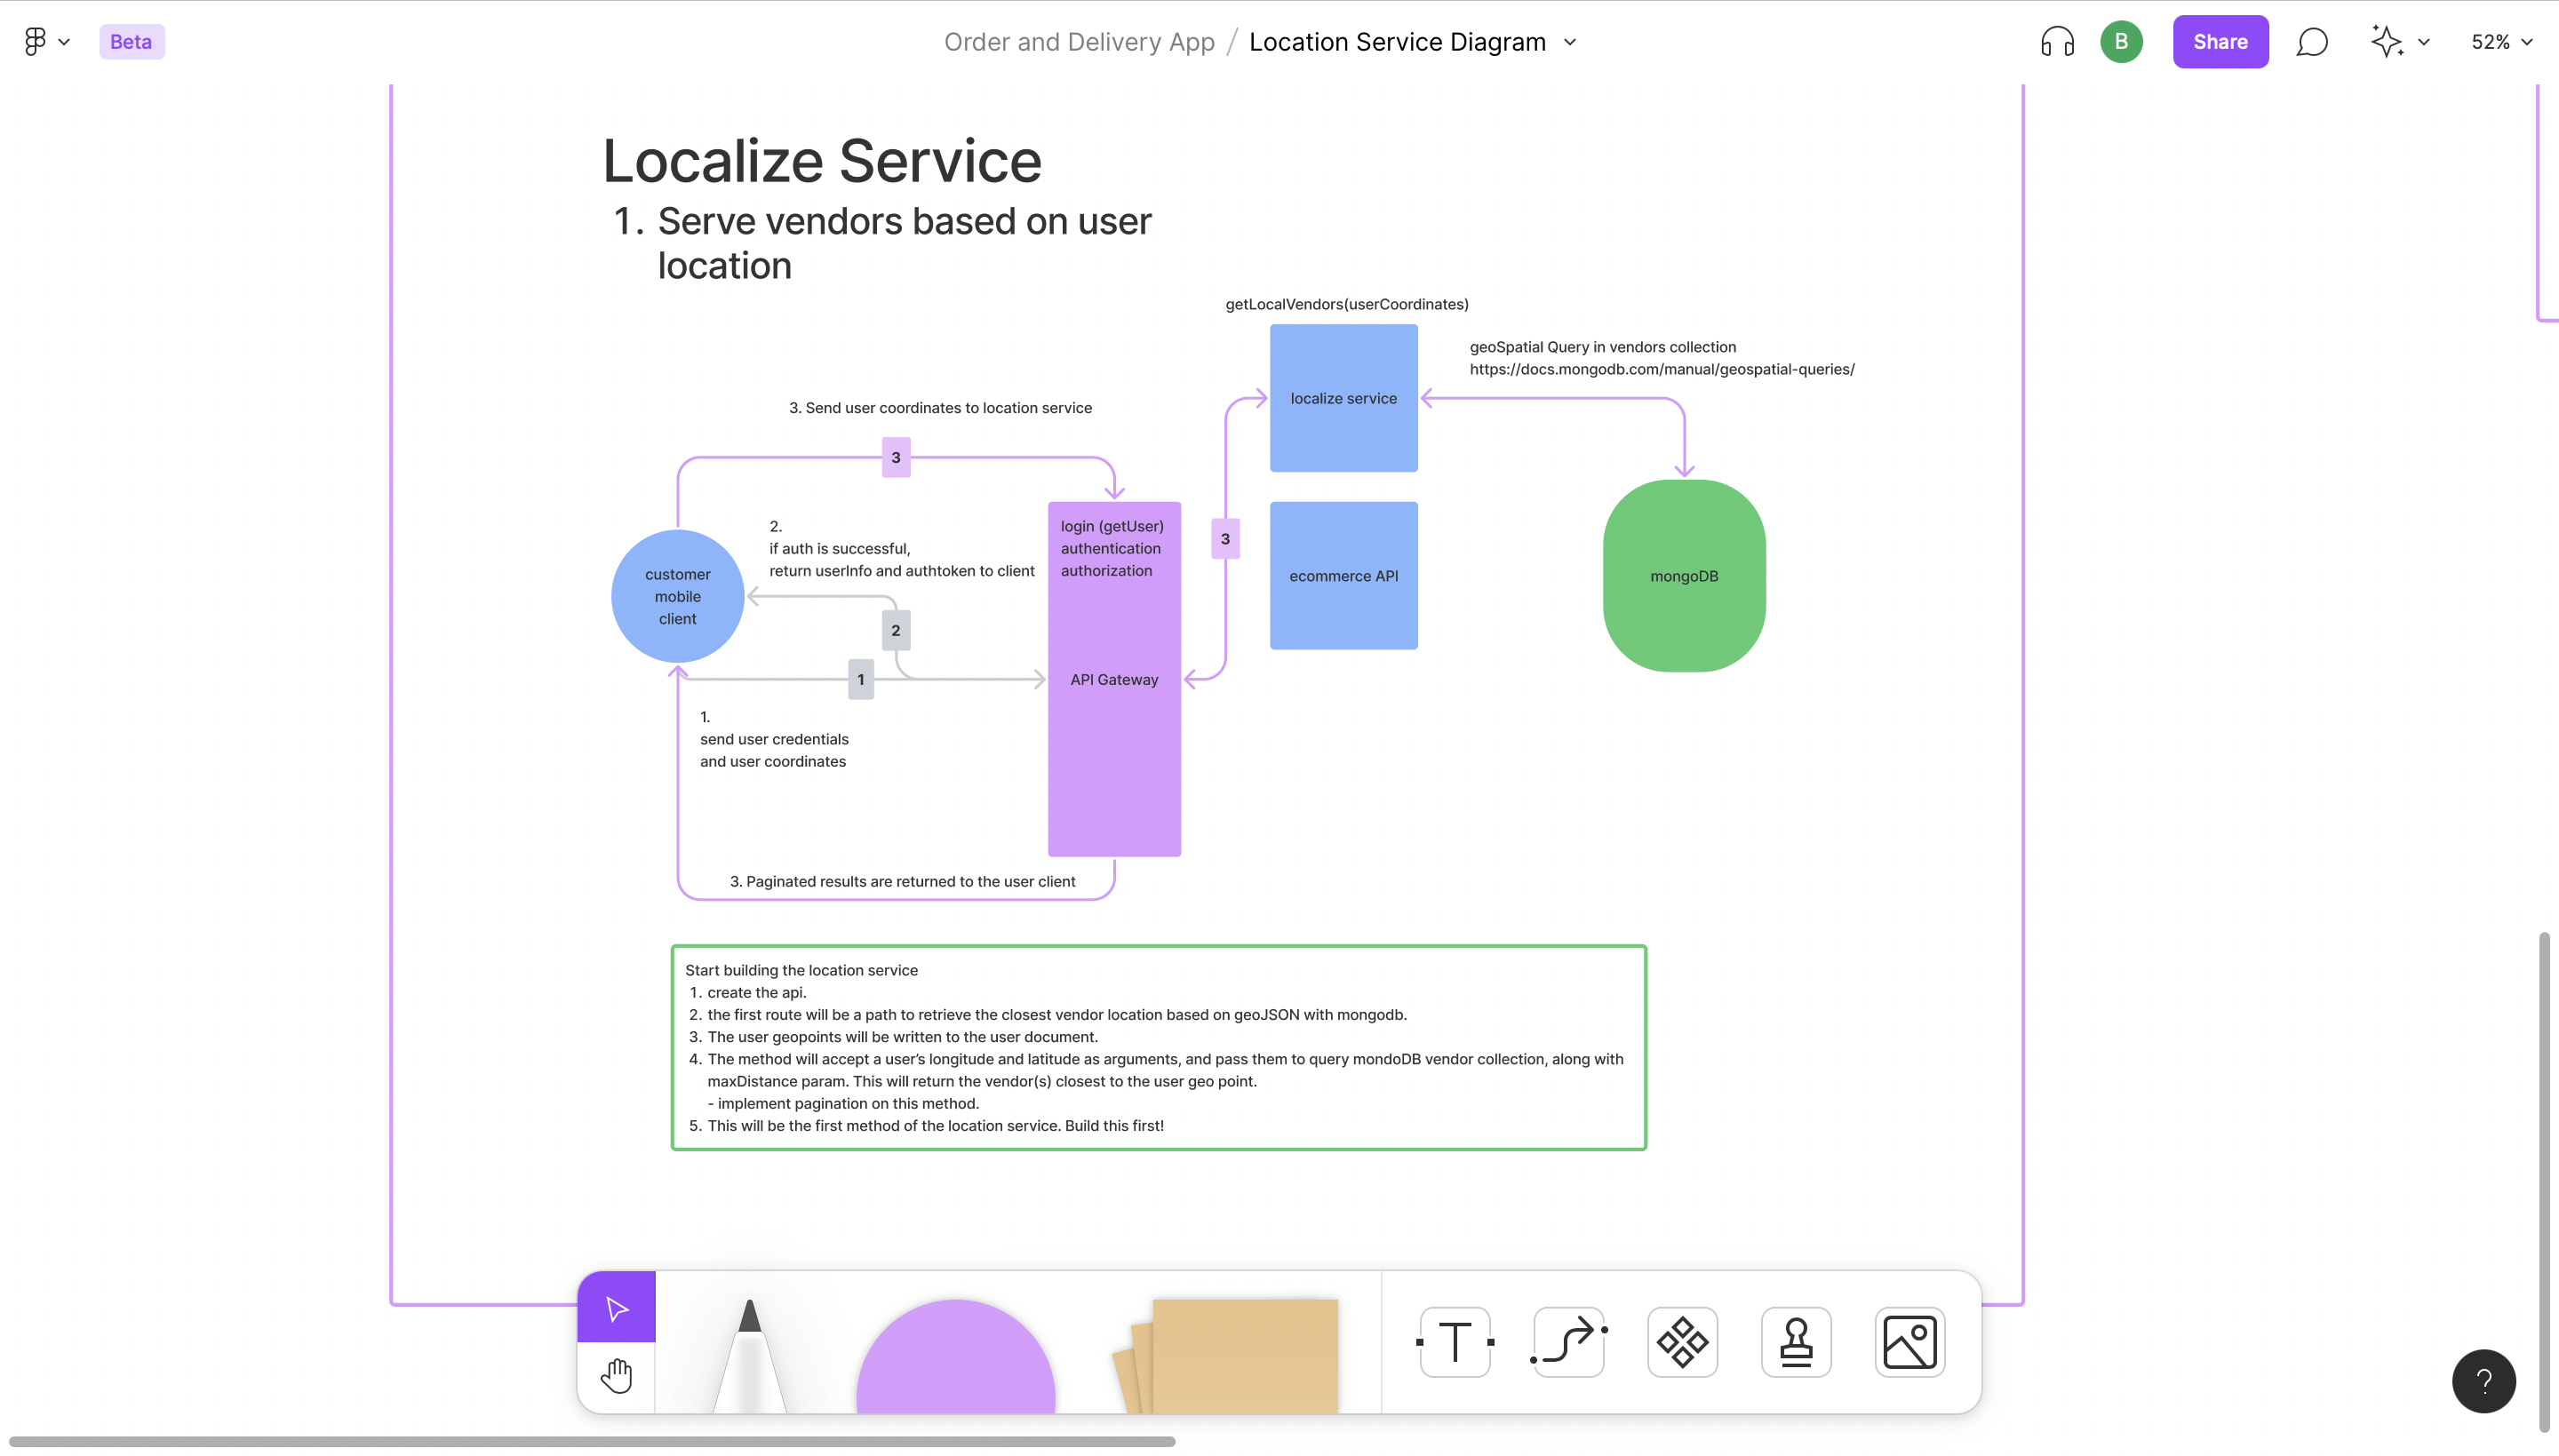 Beta
Order and Delivery App / Location Service Diagram
B
Share
52%
Localize Service
1. Serve vendors based on user
location
getLocalVendors(userCoordinates)
localize service
geoSpatial Query in vendors collection
https://docs.mongodb.com/manual/geospatial-queries/
3. Send user coordinates to location service
3
customer
mobile
client
2.
if auth is successful,
return userInfo and authtoken to client
2
1
1.
send user credentials
and user coordinates
login (getUser)
authentication
authorization
API Gateway
3
ecommerce API
mongoDB
3. Paginated results are returned to the user client
Start building the location service
1. create the api.
2. the first route will be a path to retrieve the closest vendor location based on geoJSON with mongodb.
3. The user geopoints will be written to the user document.
4. The method will accept a user's longitude and latitude as arguments, and pass them to query mondoDB vendor collection, along with
maxDistance param. This will return the vendor(s) closest to the user geo point.
- implement pagination on this method.
5. This will be the first method of the location service. Build this first!
T
?